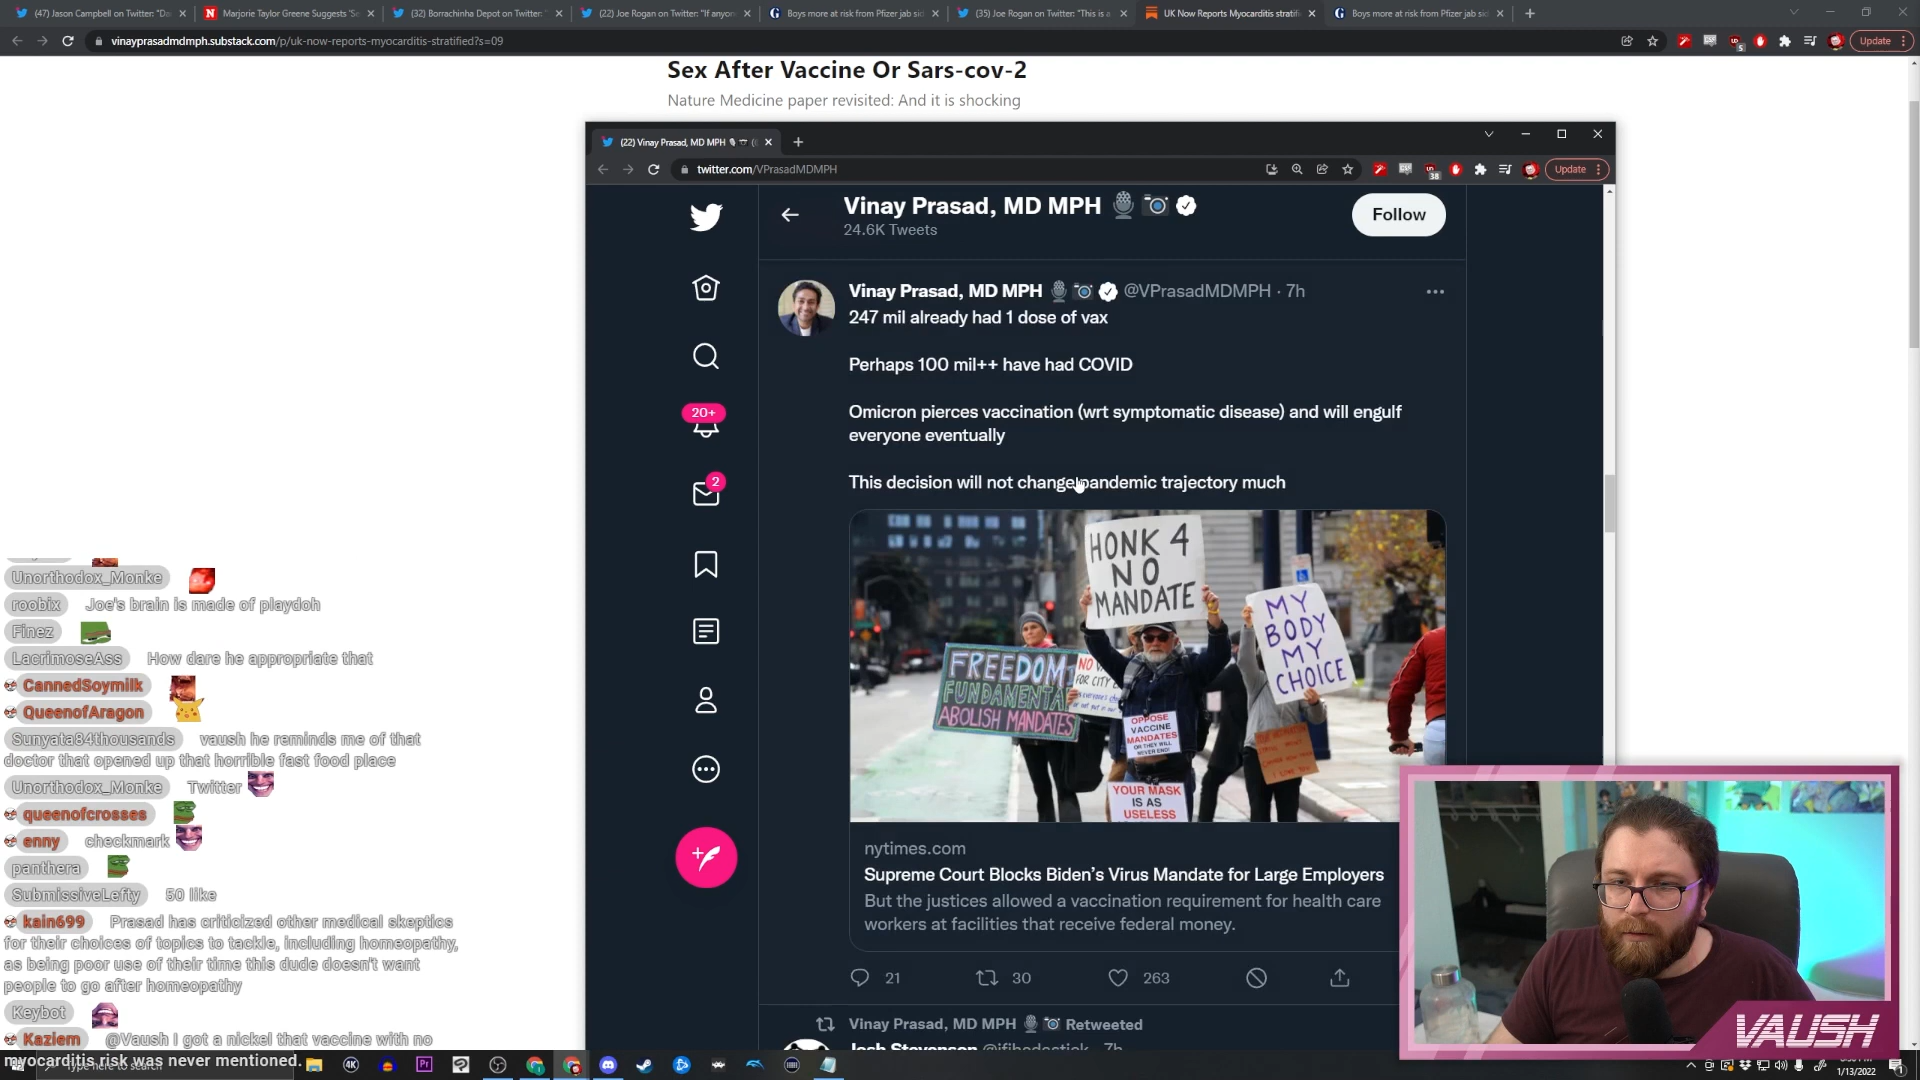 (47) Jason Campbell on Twitter: "Da
Marjorie Taylor Greene Suggests 'Se
(32) Borrachinha Depot on Twitter: "
(22) Joe Rogan on Twitter: "If anyon
Boys more at risk from Pfizer jab sid
(35) Joe Rogan on Twitter: "This is a
UK Now Reports Myocarditis stratifi
Boys more at risk from Pfizer jab sid
vinayprasadmdmph.substack.com/p/uk-now-reports-myocarditis-stratified?s=09
Update
Sex After Vaccine Or Sars-cov-2
Nature Medicine paper revisited: And it is shocking
(22) Vinay Prasad, MD MPH
twitter.com/VPrasadMDMPH
38
Update
Vinay Prasad, MD MPH
24.6K Tweets
Follow
Vinay Prasad, MD MPH @VPrasadMDMPH · 7h
247 mil already had 1 dose of vax
Perhaps 100 mil++ have had COVID
Omicron pierces vaccination (wrt symptomatic disease) and will engulf
everyone eventually
This decision will not change pandemic trajectory much
20+
2
HONK 4
NO
MANDATE
MY
BODY
MY
CHOICE
FREEDOM
FUNDAMENTA
ABOLISH MANDATES
OPPOSE
VACCINE
MANDATES
YOUR MASK
IS AS
USELESS
nytimes.com
Supreme Court Blocks Biden's Virus Mandate for Large Employers
But the justices allowed a vaccination requirement for health care
workers at facilities that receive federal money.
21
30
263
Vinay Prasad, MD MPH Retweeted
Josh Stevenson @ifihadastick · 7h
Unorthodox_Monke
roobix Joe's brain is made of playdoh
Finez
LacrimoseAss How dare he appropriate that
CannedSoymilk
QueenofAragon
Sunyata84thousands vaush he reminds me of that
doctor that opened up that horrible fast food place
Unorthodox_Monke Twitter
queenofcrosses
enny checkmark
panthera
SubmissiveLefty 50 like
kain699 Prasad has criticized other medical skeptics
for their choices of topics to tackle, including homeopathy,
as being poor use of their time this dude doesn't want
people to go after homeopathy
Keybot
Kaziem @Vaush I got a nickel that vaccine with no
myocarditis risk was never mentioned.
VAUSH
1/13/2022